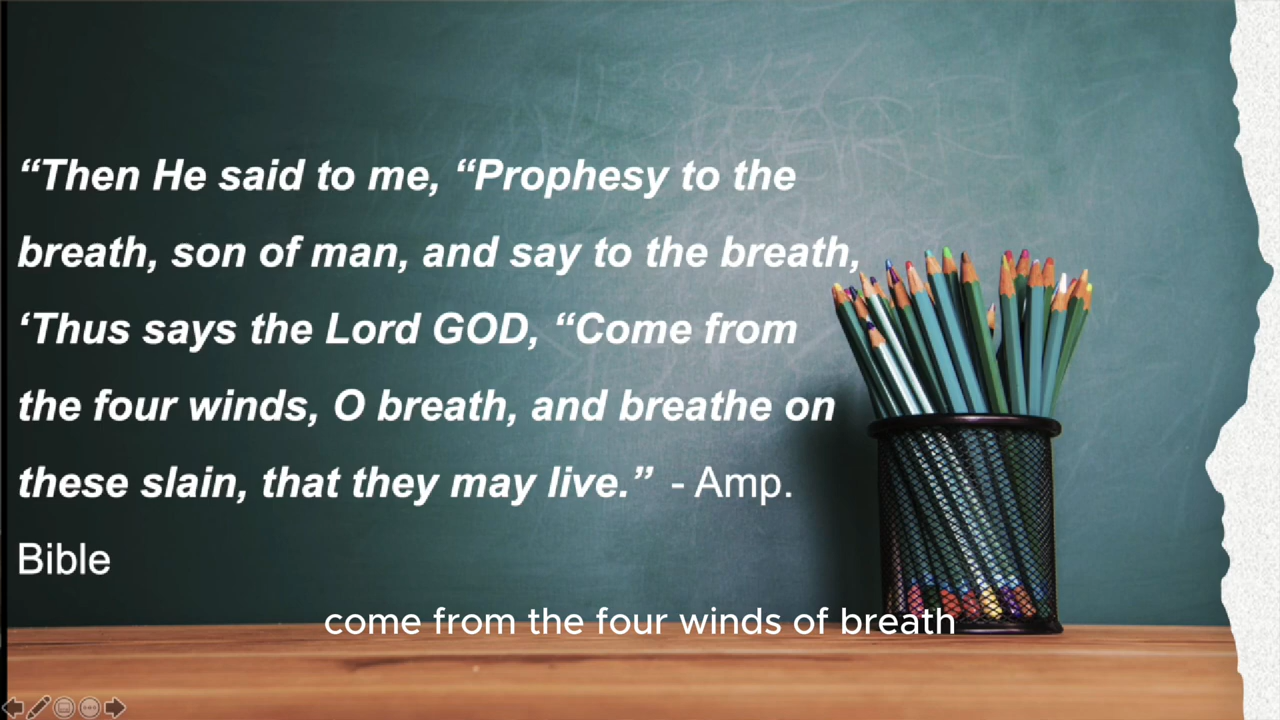 “Then He said to me, “Prophesy to the
breath, son of man, and say to the breath,
‘Thus says the Lord GOD, “Come from
the four winds, O breath, and breathe on
these slain, that they may live.” - Amp.
Bible
come from the four winds of breath